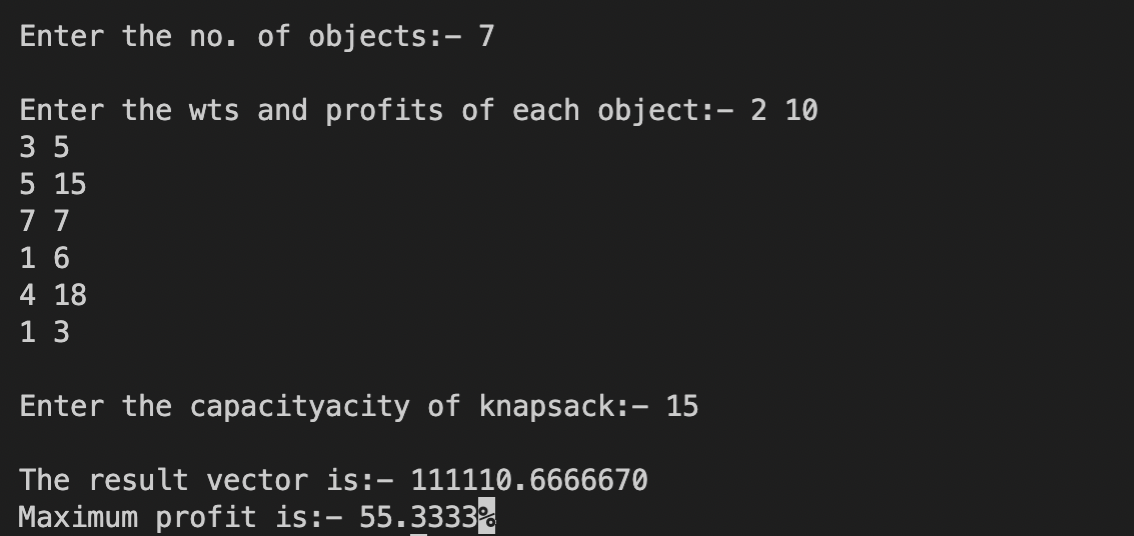 Enter the no. of objects:- 7
Enter the wts and profits of each object:- 2 10
3 5
5 15
7 7
1 6
4 18
1 3
Enter the capacityacity of knapsack:- 15
The result vector is:- 111110.6666670
Maximum profit is:- 55.3333%